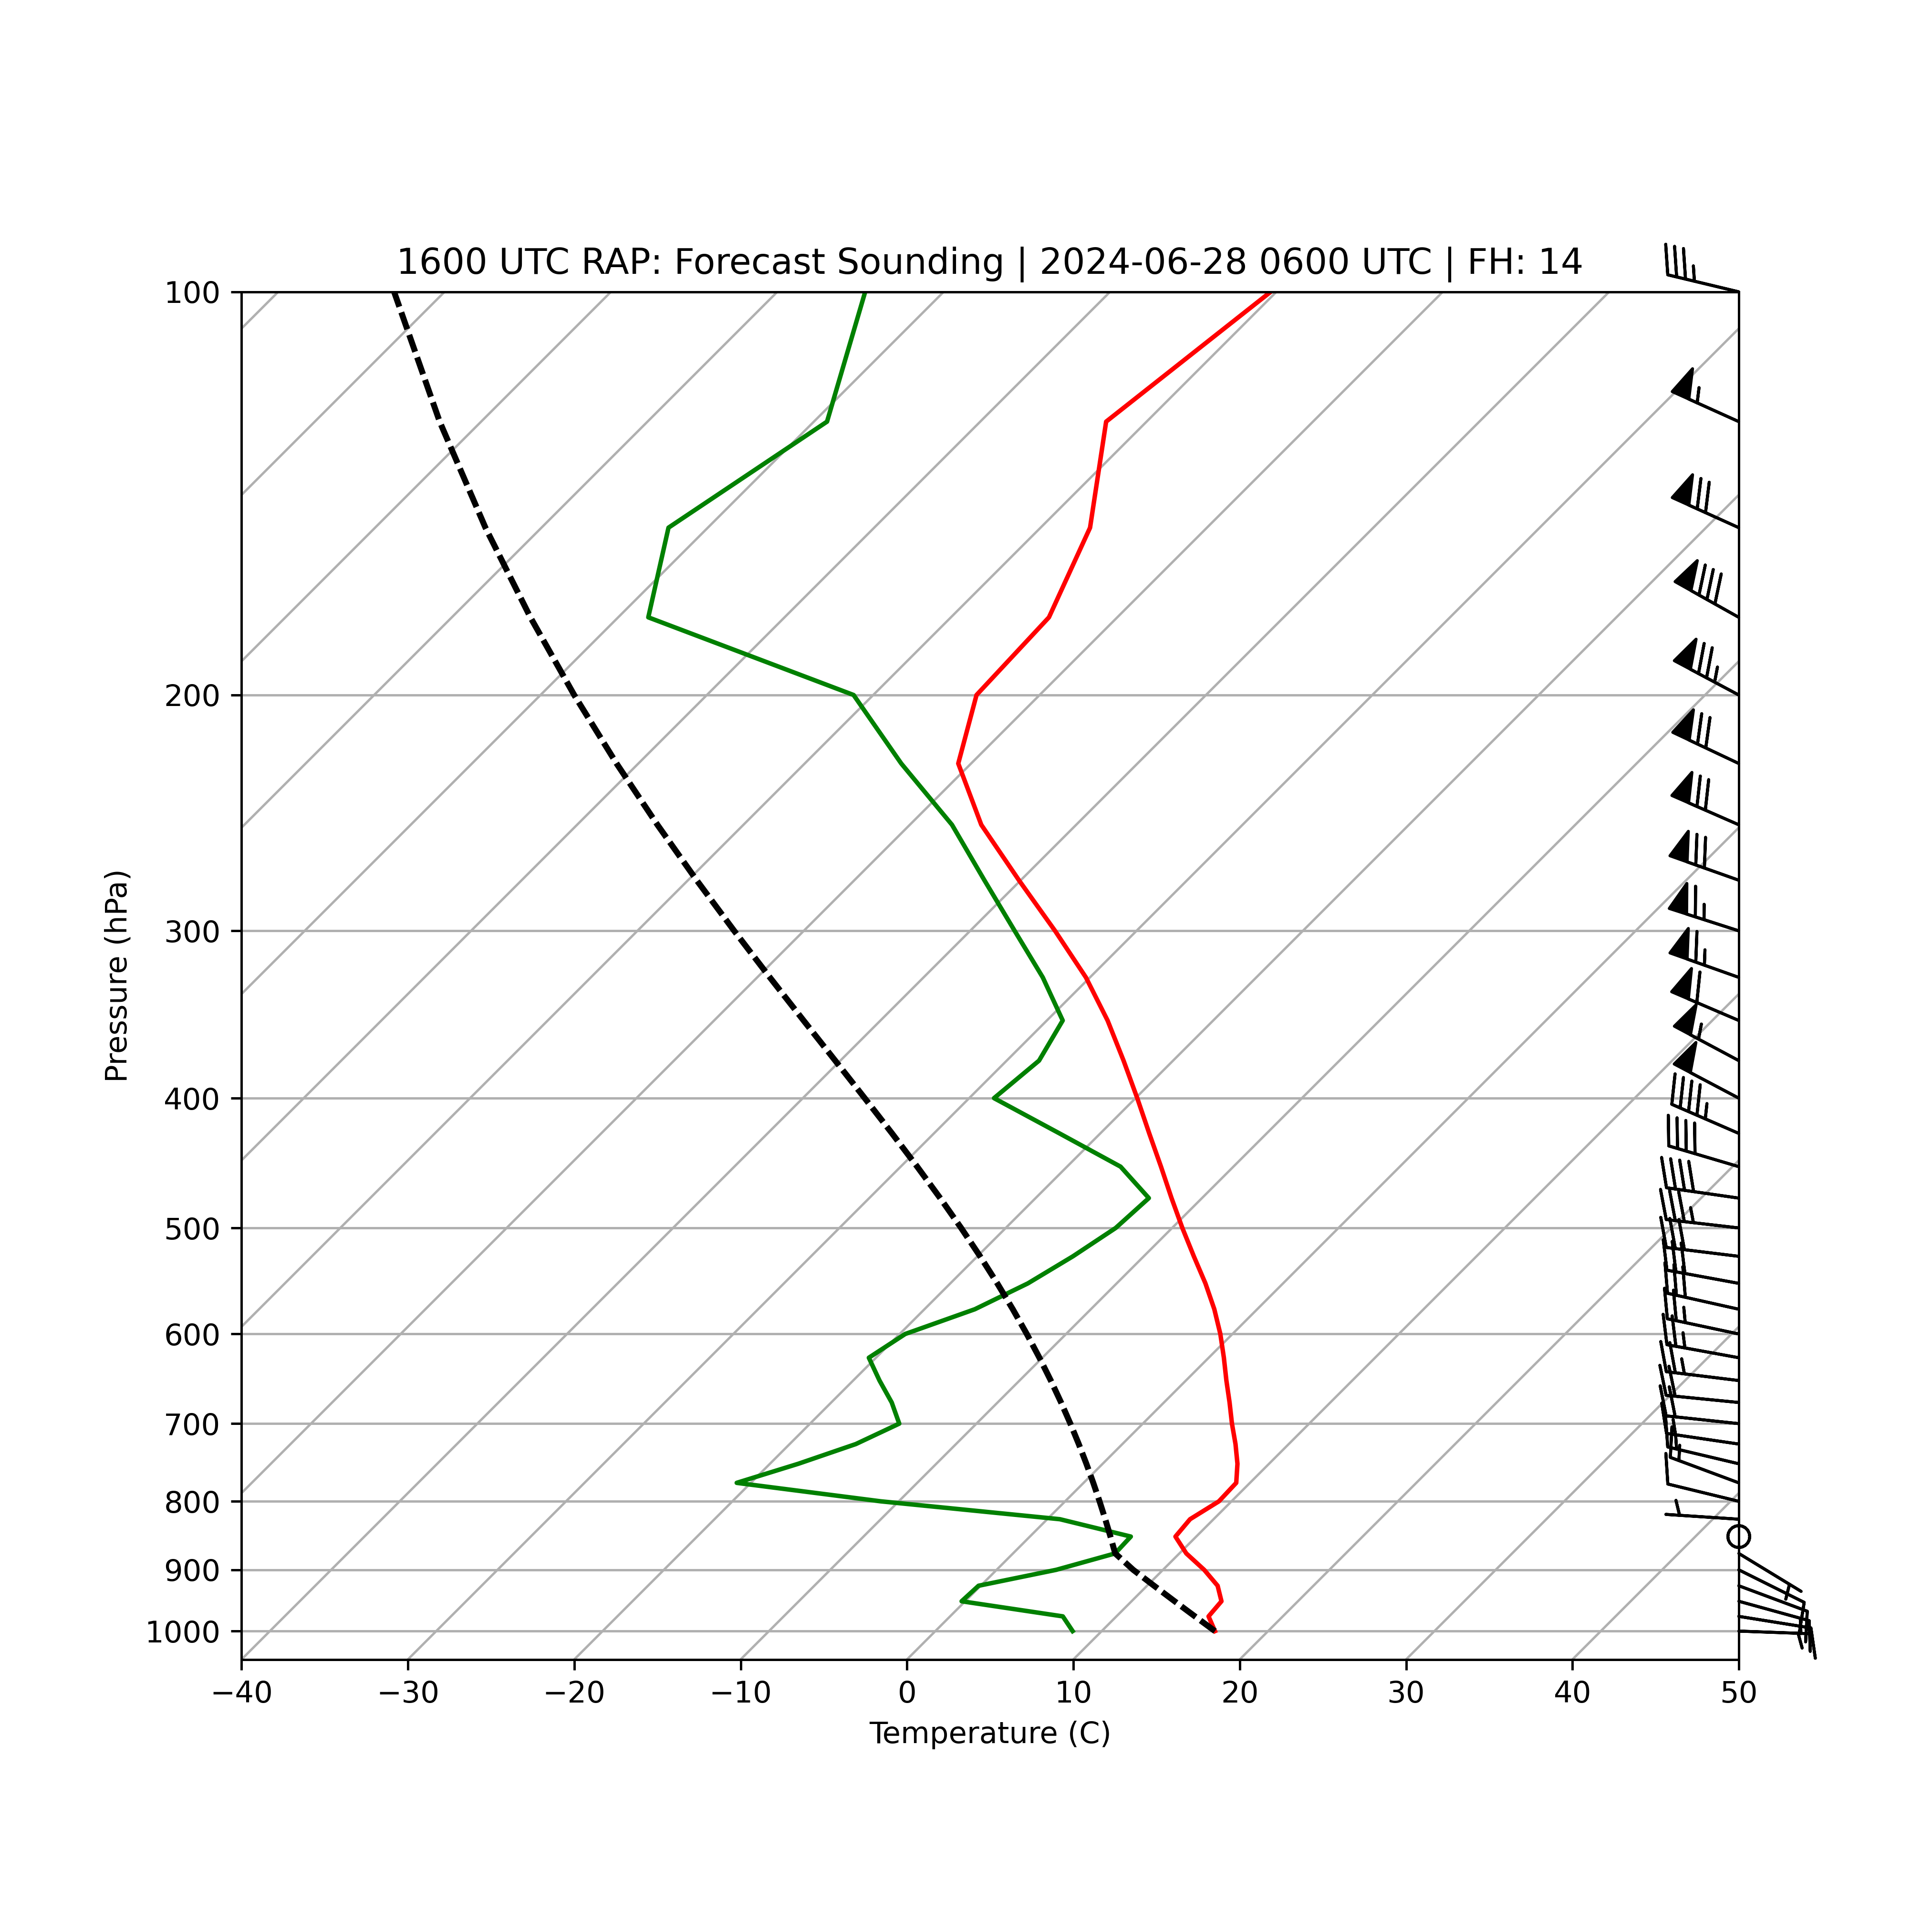 1600 UTC RAP: Forecast Sounding | 2024-06-28 0600 UTC | FH: 14
100
200
300
400
500
600
700
800
900
1000
Pressure (hPa)
−40 −30 −20 −10 0 10 20 30 40 50
Temperature (C)